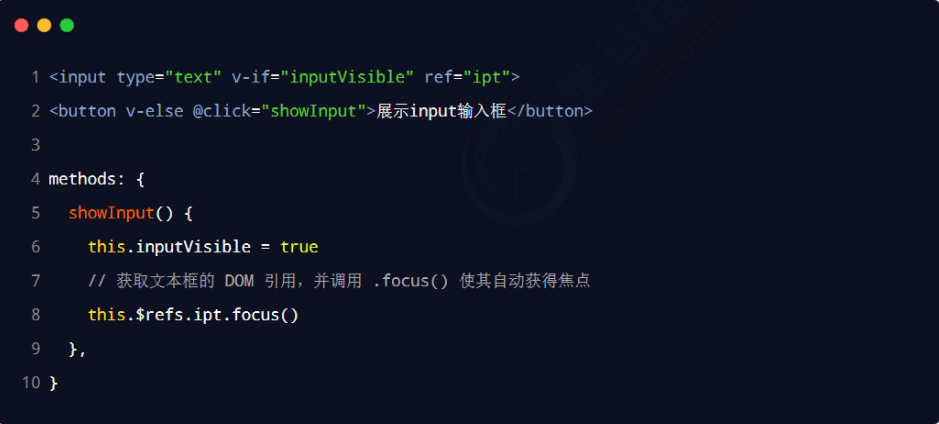 1 <input type="text" v-if="inputVisible" ref="ipt">
2 <button v-else @click="showInput">展示input输入框</button>
3
4 methods: {
5   showInput() {
6     this.inputVisible = true
7     // 获取文本框的 DOM 引用，并调用 .focus() 使其自动获得焦点
8     this.$refs.ipt.focus()
9   },
10 }